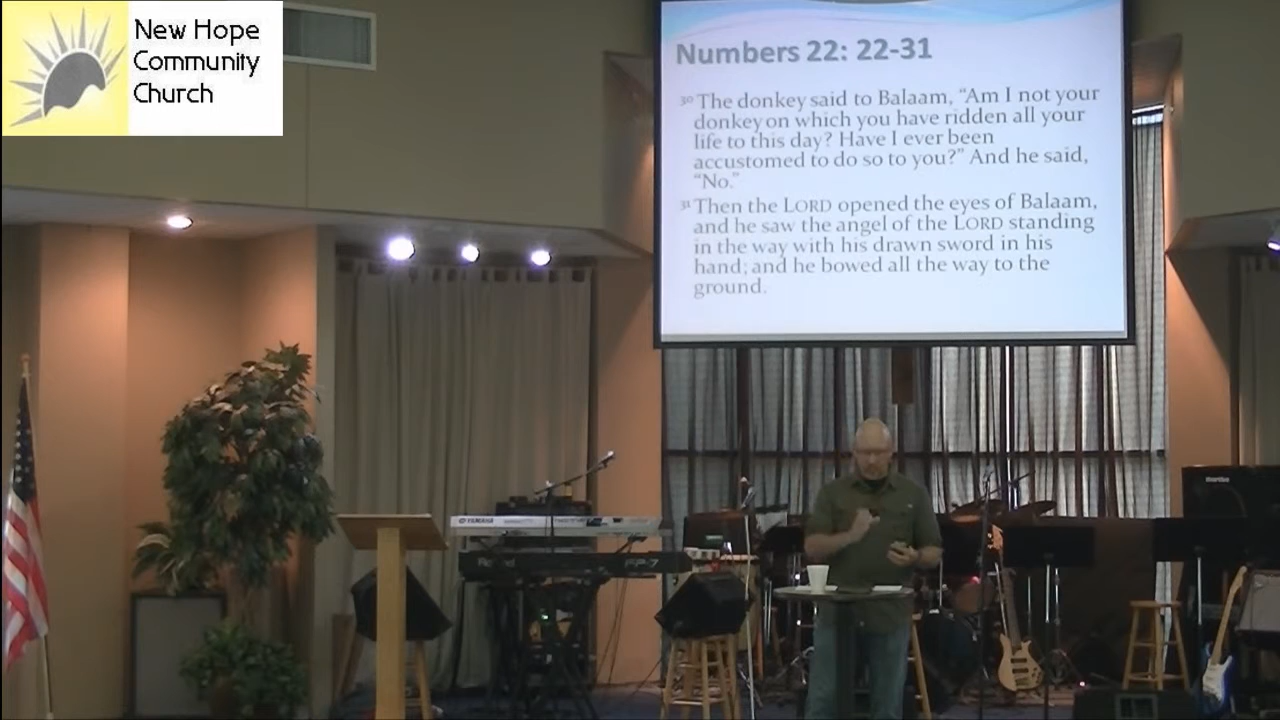 New Hope
Community
Church
Numbers 22: 22-31
30 The donkey said to Balaam, “Am I not your
donkey on which you have ridden all your
life to this day? Have I ever been
accustomed to do so to you?” And he said,
“No.”
31 Then the LORD opened the eyes of Balaam,
and he saw the angel of the LORD standing
in the way with his drawn sword in his
hand; and he bowed all the way to the
ground.
YAMAHA
Roland FP-7